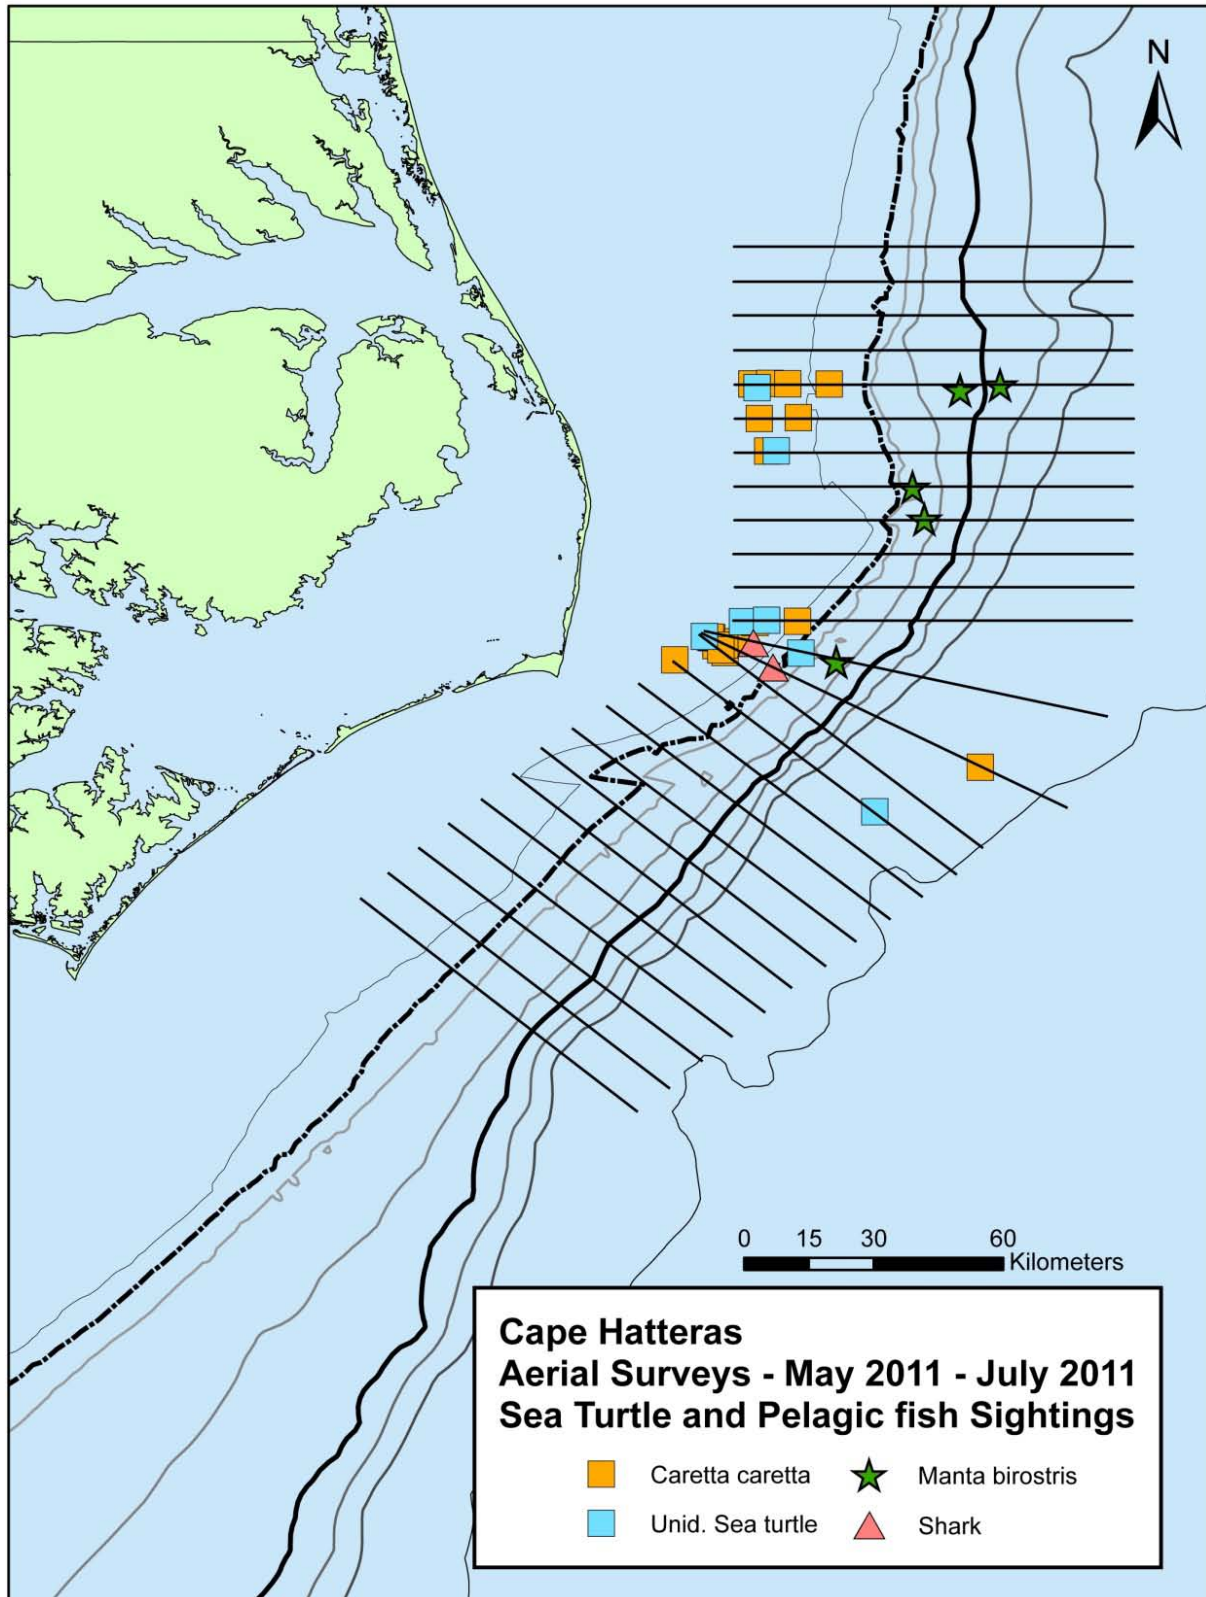 N
0 15 30 60
Kilometers
Cape Hatteras
Aerial Surveys - May 2011 - July 2011
Sea Turtle and Pelagic fish Sightings
Caretta caretta
Manta birostris
Unid. Sea turtle
Shark